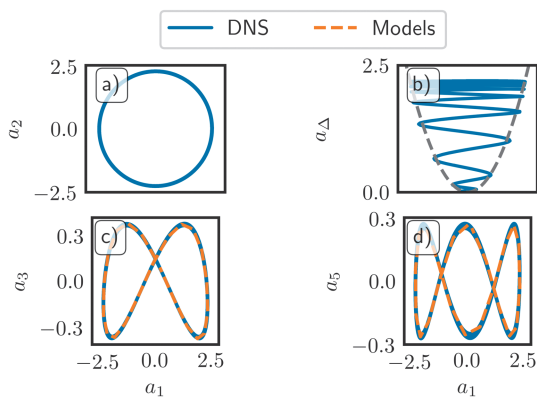 DNS Models
2.5 a) 2.5 b)
a₂ 0.0 a_Δ
−2.5 0.0
0.3 c) 0.3 d)
a₃ 0.0 a₅ 0.0
−0.3 −0.3
−2.5 0.0 2.5 −2.5 0.0 2.5
a₁ a₁